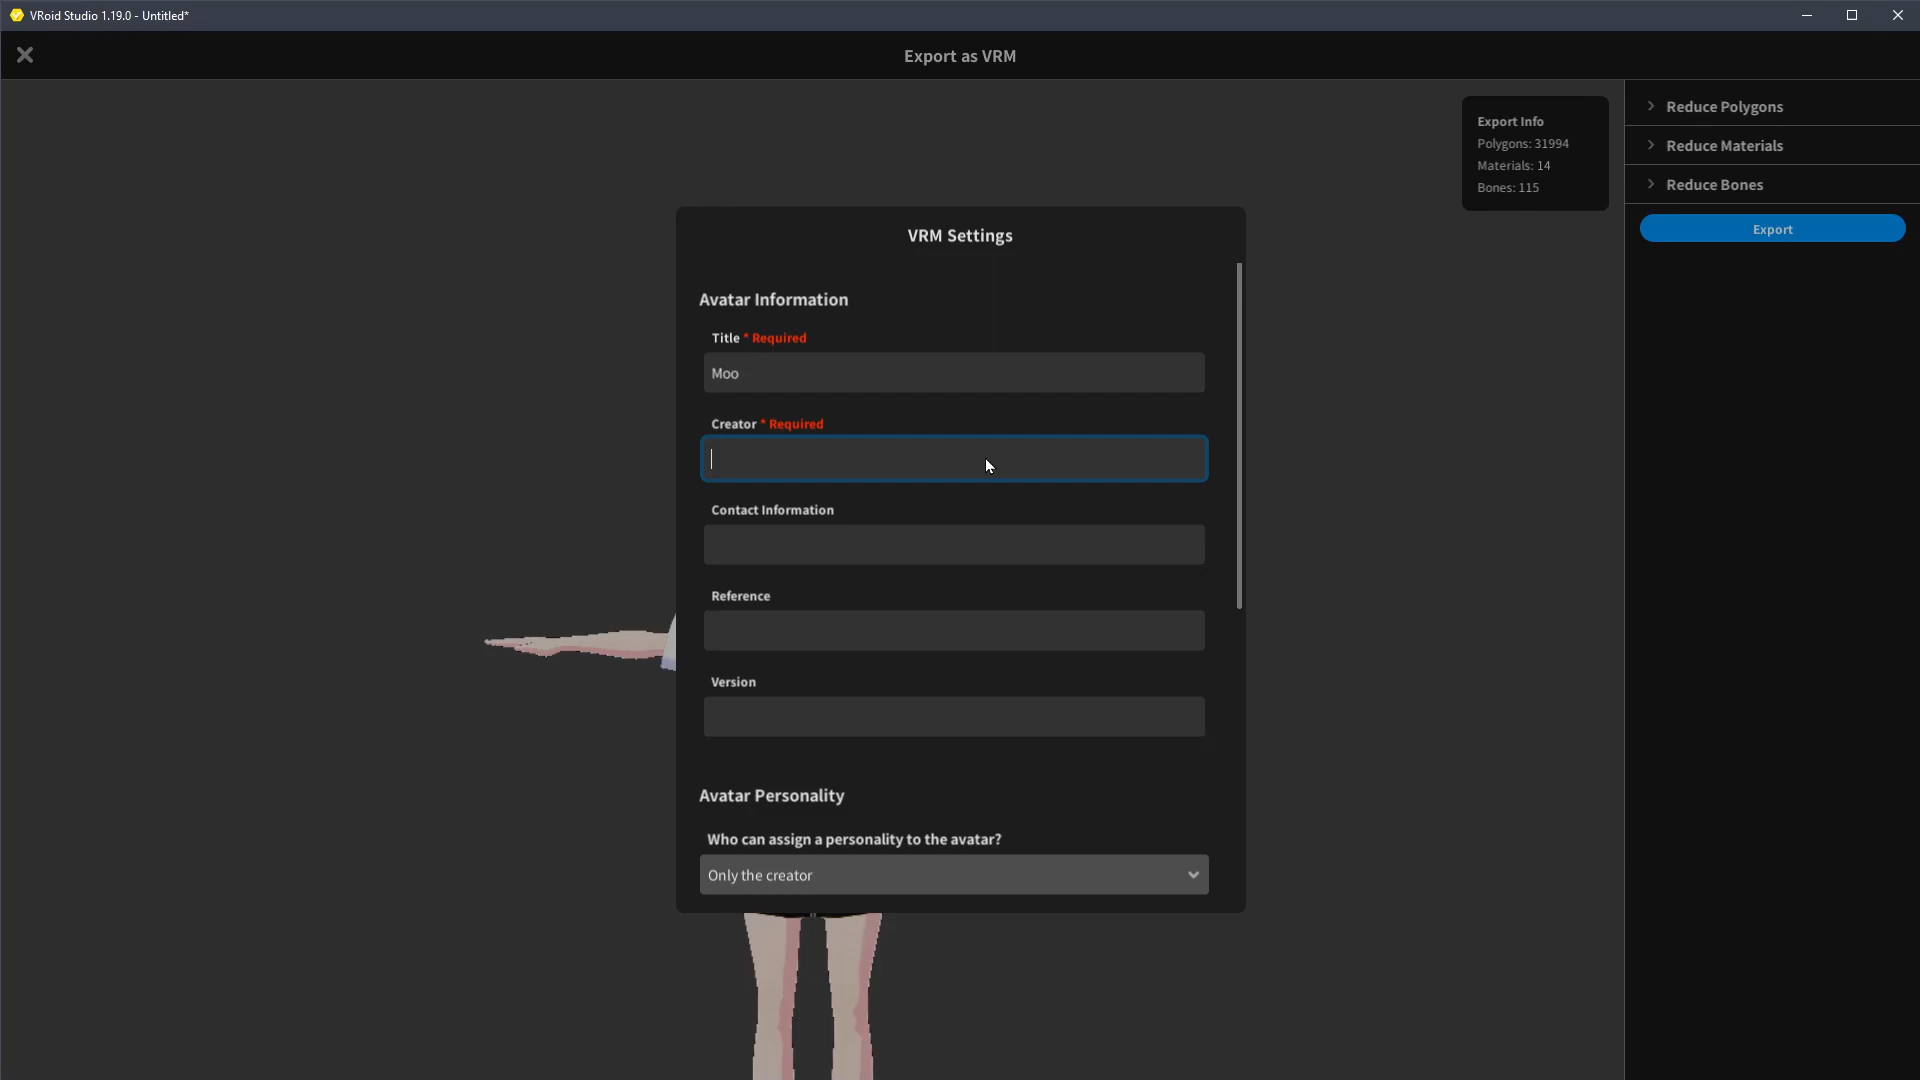 VRoid Studio 1.19.0 - Untitled*
Export as VRM
Export Info
Polygons: 31994
Materials: 14
Bones: 115
Reduce Polygons
Reduce Materials
Reduce Bones
Export
VRM Settings
Avatar Information
Title * Required
Moo
Creator * Required
Contact Information
Reference
Version
Avatar Personality
Who can assign a personality to the avatar?
Only the creator